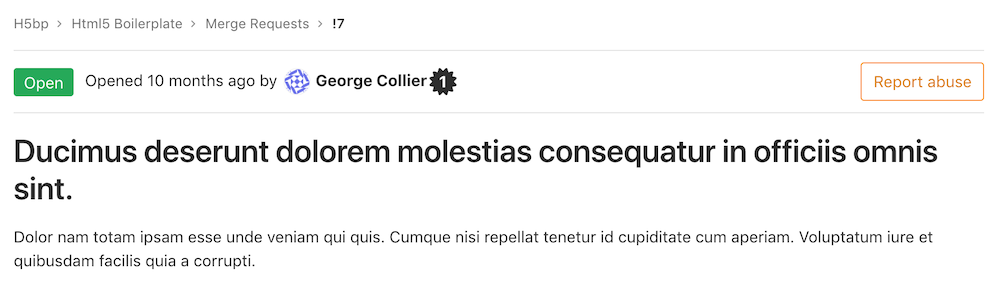 H5bp > Html5 Boilerplate > Merge Requests > !7
Open Opened 10 months ago by George Collier 1 Report abuse
Ducimus deserunt dolorem molestias consequatur in officiis omnis
sint.
Dolor nam totam ipsam esse unde veniam qui quis. Cumque nisi repellat tenetur id cupiditate cum aperiam. Voluptatum iure et
quibusdam facilis quia a corrupti.